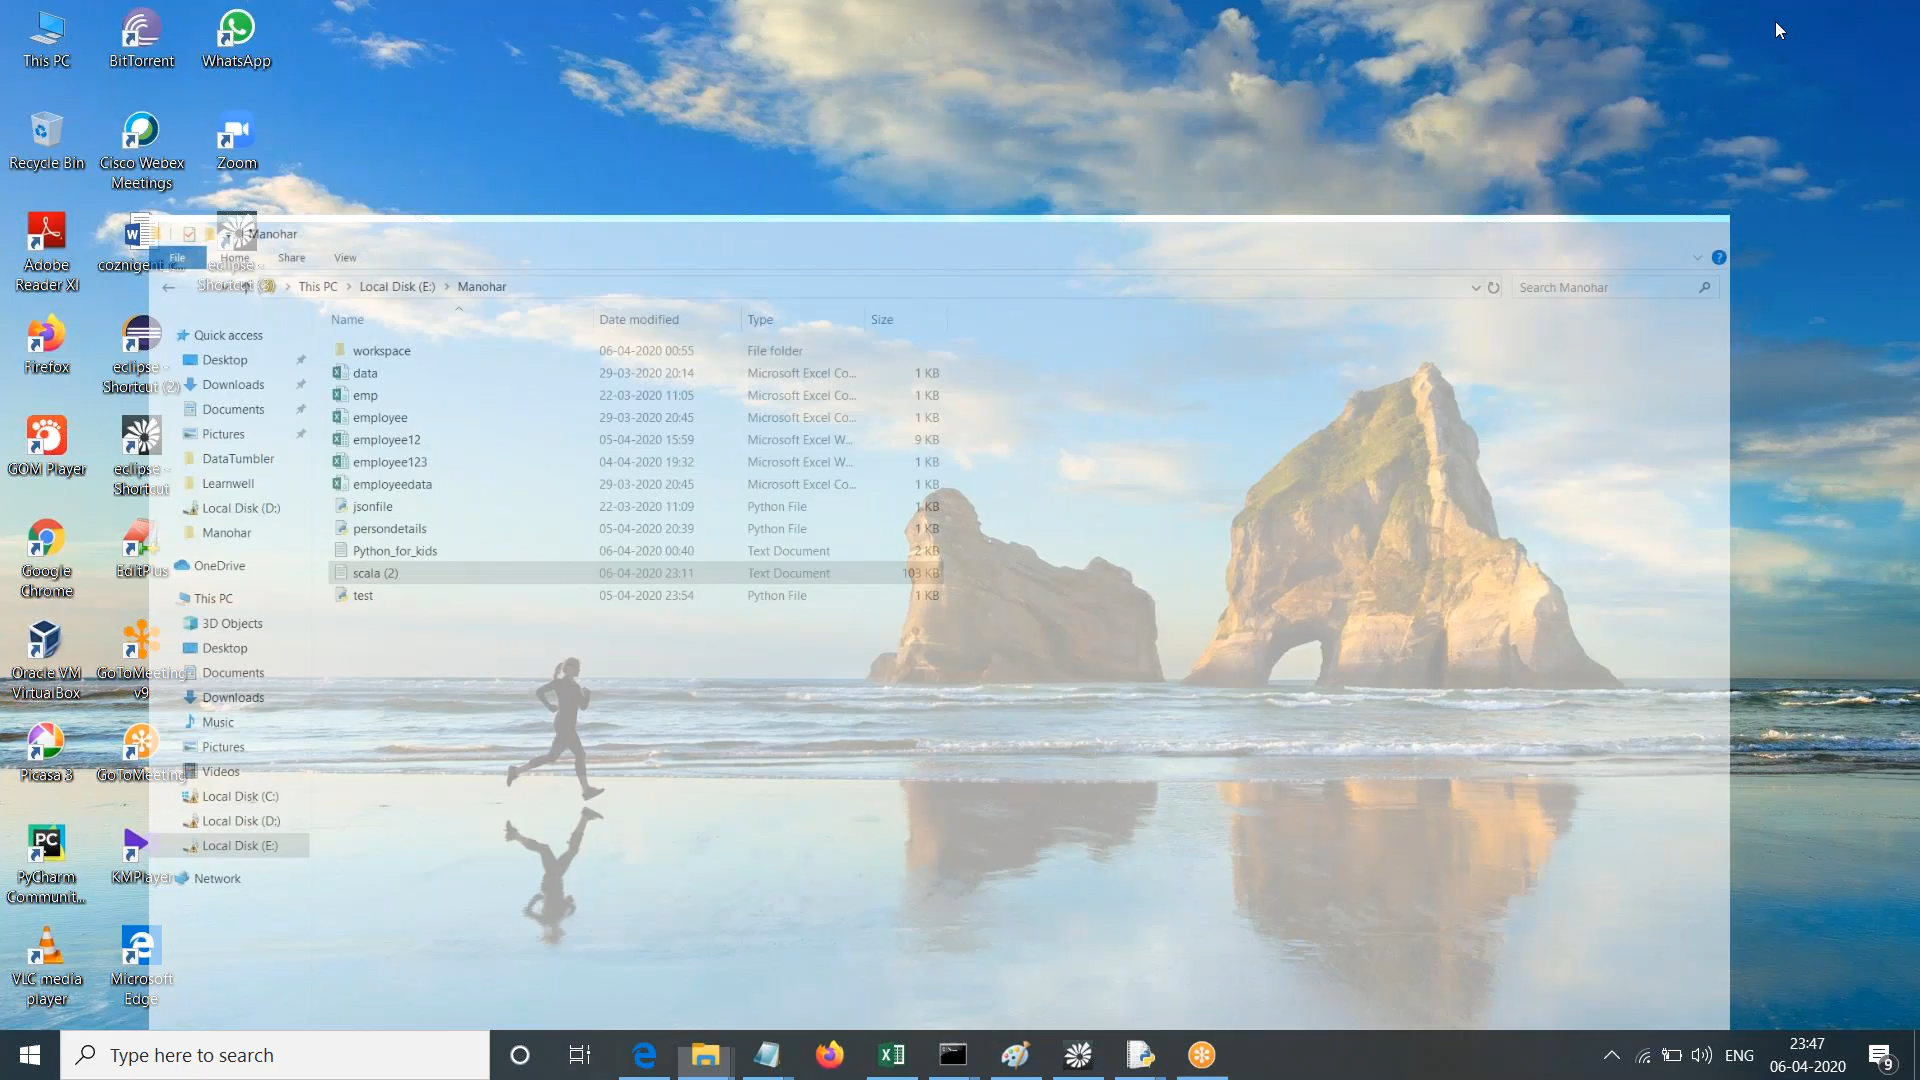 This PC
BitTorrent
WhatsApp
Recycle Bin
Cisco Webex
Meetings
Zoom
Adobe
Reader XI
eclipse -
Shortcut (3)
Firefox
eclipse -
Shortcut (2)
GOM Player
eclipse -
Shortcut
Google
Chrome
EditPlus
Oracle VM
VirtualBox
GoToMeeting
v9
Picasa 3
GoToMeeting
PyCharm
Communit...
KMPlayer
VLC media
player
Microsoft
Edge
Manohar
File Home Share View
This PC > Local Disk (E:) > Manohar
Search Manohar
Quick access
Desktop
Downloads
Documents
Pictures
DataTumbler
Learnwell
Local Disk (D:)
Manohar
OneDrive
This PC
3D Objects
Desktop
Documents
Downloads
Music
Pictures
Videos
Local Disk (C:)
Local Disk (D:)
Local Disk (E:)
Network
Name Date modified Type Size
workspace 06-04-2020 00:55 File folder
data 29-03-2020 20:14 Microsoft Excel Co... 1 KB
emp 22-03-2020 11:05 Microsoft Excel Co... 1 KB
employee 29-03-2020 20:45 Microsoft Excel Co... 1 KB
employee12 05-04-2020 15:59 Microsoft Excel W... 9 KB
employee123 04-04-2020 19:32 Microsoft Excel W... 1 KB
employeedata 29-03-2020 20:45 Microsoft Excel Co... 1 KB
jsonfile 22-03-2020 11:09 Python File 1 KB
persondetails 05-04-2020 20:39 Python File 1 KB
Python_for_kids 06-04-2020 00:40 Text Document 2 KB
scala (2) 06-04-2020 23:11 Text Document 103 KB
test 05-04-2020 23:54 Python File 1 KB
Type here to search
ENG
23:47
06-04-2020
9